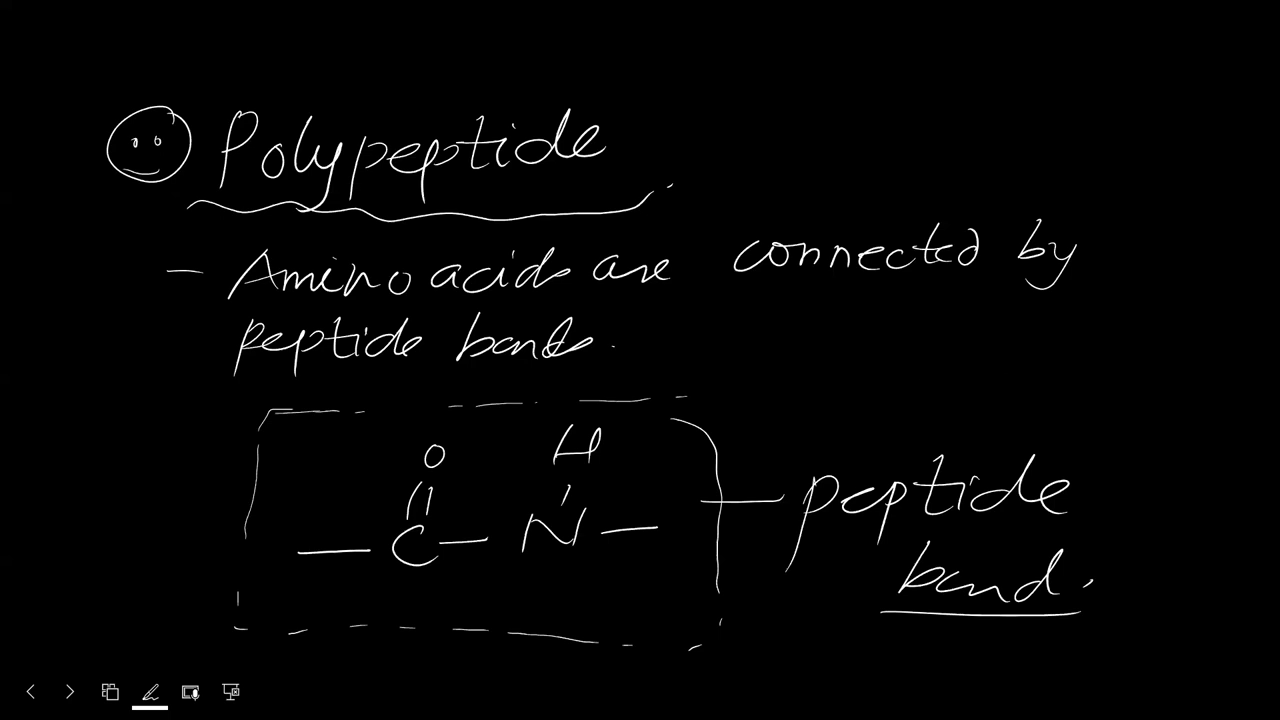 Polypeptide
- Amino acids are connected by
peptide bonds.
O H
|| |
— C — N —
peptide
bond.